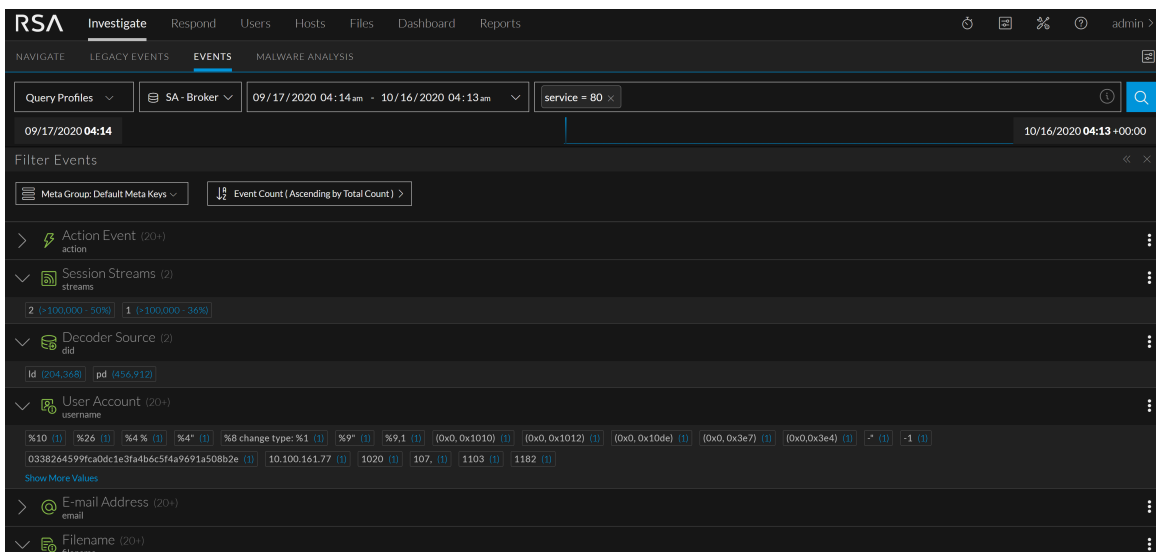 RSA Investigate Respond Users Hosts Files Dashboard Reports admin >
NAVIGATE LEGACY EVENTS EVENTS MALWARE ANALYSIS
Query Profiles SA - Broker 09/17/2020 04:14 am - 10/16/2020 04:13 am service = 80 ×
09/17/2020 04:14 10/16/2020 04:13 +00:00
Filter Events
Meta Group: Default Meta Keys Event Count ( Ascending by Total Count ) >
Action Event (20+)
action
Session Streams (2)
streams
2 (>100,000 - 50%) 1 (>100,000 - 36%)
Decoder Source (2)
did
ld (204,368) pd (456,912)
User Account (20+)
username
%10 (1) %26 (1) %4 % (1) %4" (1) %8 change type: %1 (1) %9" (1) %9,1 (1) (0x0, 0x1010) (1) (0x0, 0x1012) (1) (0x0, 0x10de) (1) (0x0, 0x3e7) (1) (0x0,0x3e4) (1) -" (1) -1 (1)
0338264599fca0dc1e3fa4b6c5f4a9691a508b2e (1) 10.100.161.77 (1) 1020 (1) 107, (1) 1103 (1) 1182 (1)
Show More Values
E-mail Address (20+)
email
Filename (20+)
filename